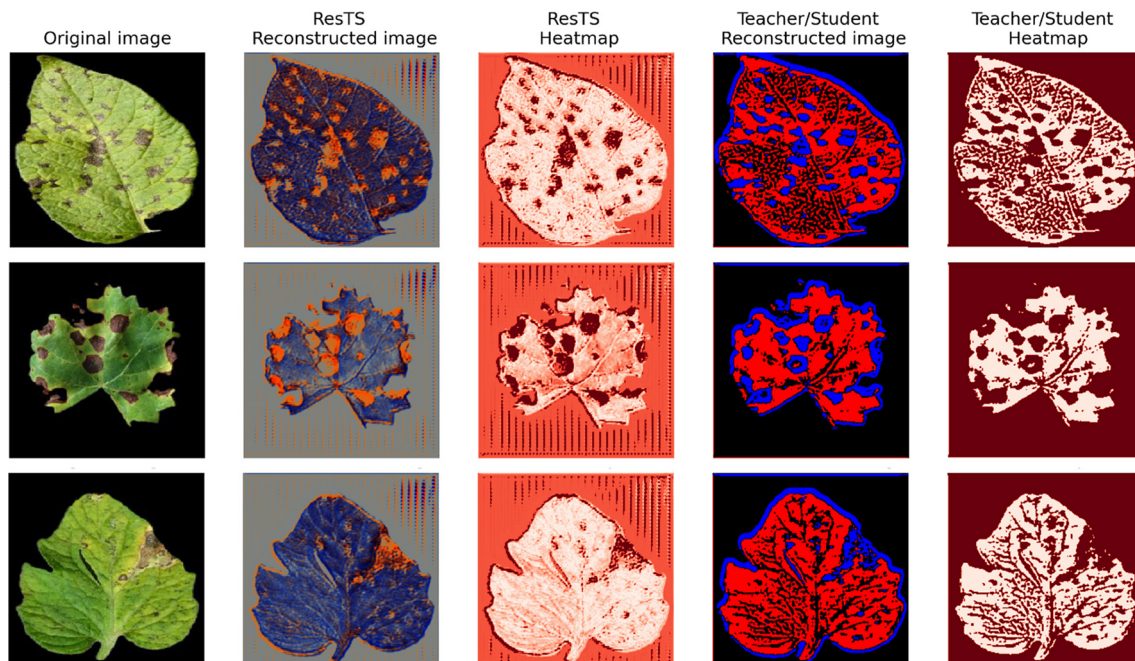 Original image
ResTS
Reconstructed image
ResTS
Heatmap
Teacher/Student
Reconstructed image
Teacher/Student
Heatmap